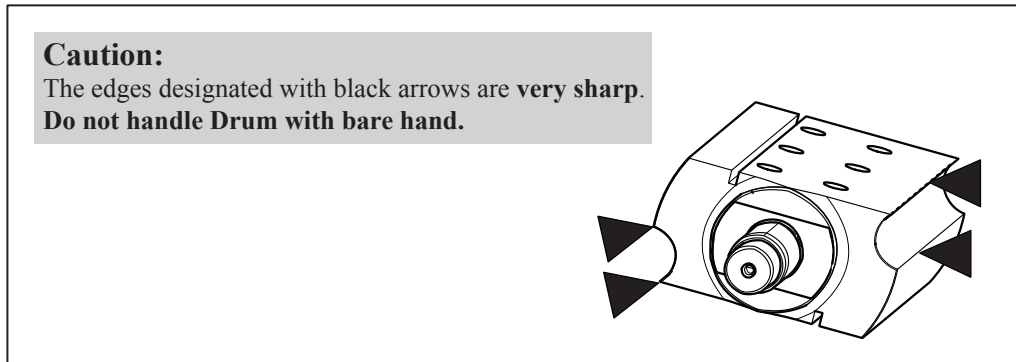 Caution:
The edges designated with black arrows are very sharp.
Do not handle Drum with bare hand.